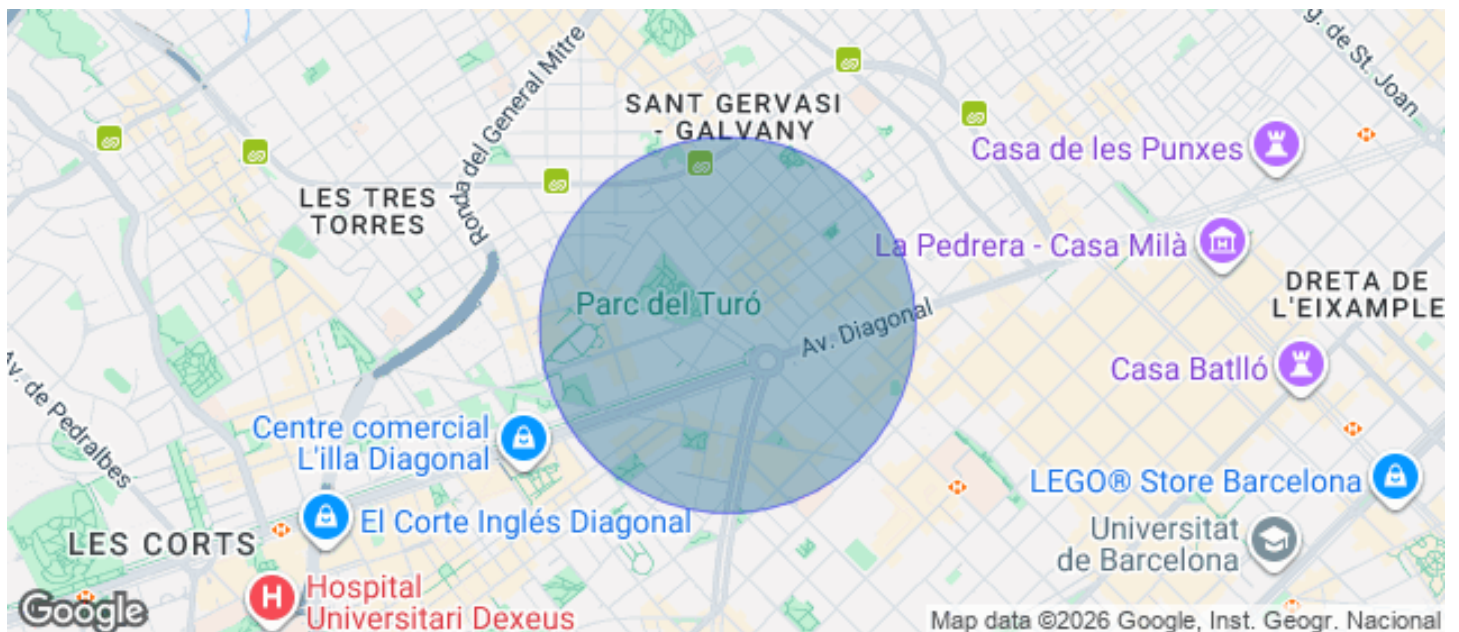 g. de St. Joan
Ronda del General Mitre
SANT GERVASI
- GALVANY
Casa de les Punxes
LES TRES
TORRES
La Pedrera - Casa Milà
DRETA DE
L'EIXAMPLE
Parc del Turó
Av. Diagonal
Casa Batlló
Av. de Pedralbes
Centre comercial
L'illa Diagonal
LEGO® Store Barcelona
El Corte Inglés Diagonal
Universitat
de Barcelona
LES CORTS
H
Hospital
Universitari Dexeus
Google
Map data ©2026 Google, Inst. Geogr. Nacional